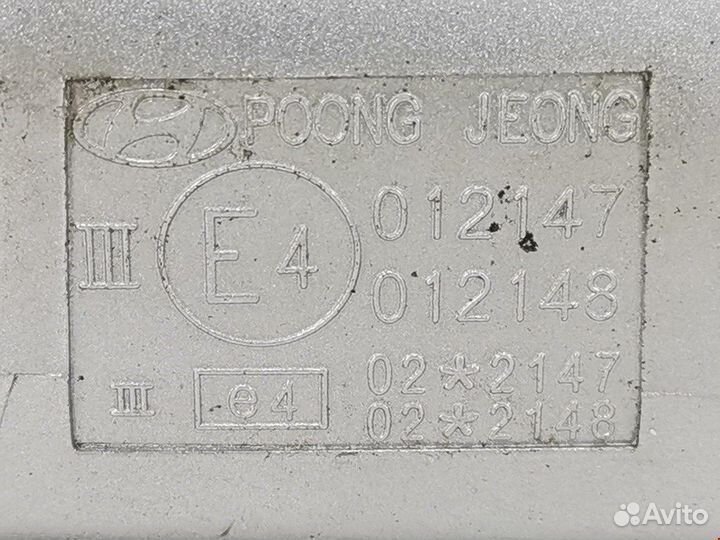 POONG JEONG
III E4 012147
012148
III e4 02*2147
02*2148
Avito